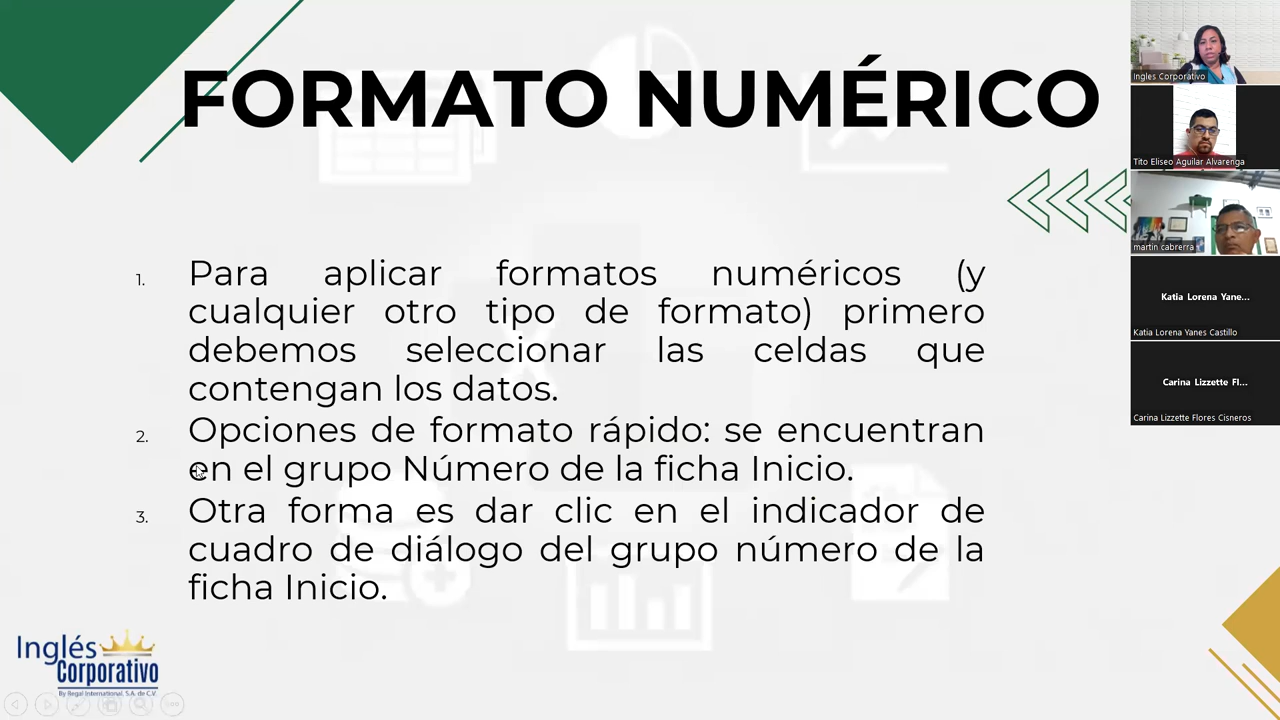 FORMATO NUMÉRICO
1. Para aplicar formatos numéricos (y
cualquier otro tipo de formato) primero
debemos seleccionar las celdas que
contengan los datos.
2. Opciones de formato rápido: se encuentran
en el grupo Número de la ficha Inicio.
3. Otra forma es dar clic en el indicador de
cuadro de diálogo del grupo número de la
ficha Inicio.
Inglés
Corporativo
By Regal International, S.A. de C.V.
Ingles Corporativo
Tito Eliseo Aguilar Alvarenga
martin cabrerra
Katia Lorena Yane...
Katia Lorena Yanes Castillo
Carina Lizzette Fl...
Carina Lizzette Flores Cisneros